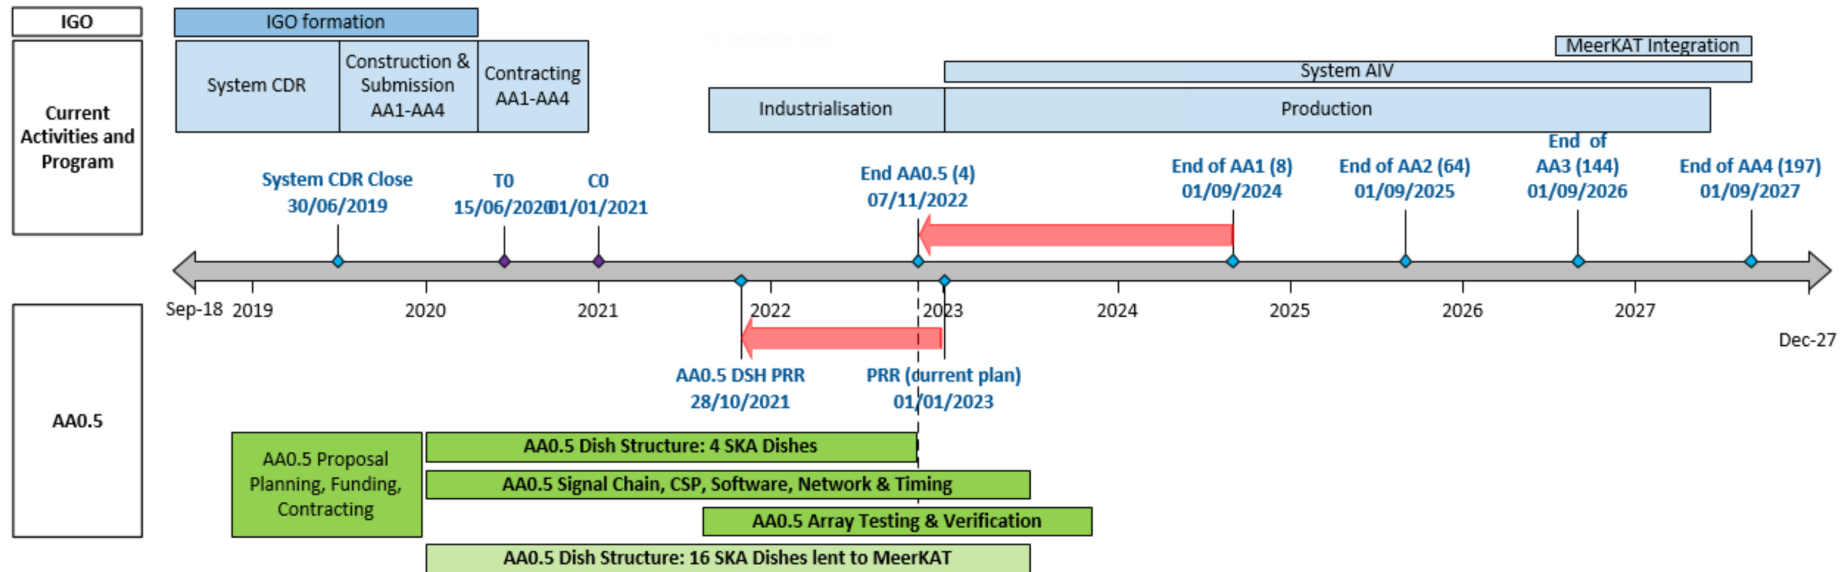 IGO
IGO formation
Current
Activities and
Program
System CDR
Construction &
Submission
AA1-AA4
Contracting
AA1-AA4
MeerKAT Integration
System AIV
Industrialisation
Production
System CDR Close
30/06/2019
T0
15/06/2020
C0
01/01/2021
End AA0.5 (4)
07/11/2022
End of AA1 (8)
01/09/2024
End of AA2 (64)
01/09/2025
End of
AA3 (144)
01/09/2026
End of AA4 (197)
01/09/2027
Sep-18
2019
2020
2021
2022
2023
2024
2025
2026
2027
Dec-27
AA0.5 DSH PRR
28/10/2021
PRR (current plan)
01/01/2023
AA0.5
AA0.5 Proposal
Planning, Funding,
Contracting
AA0.5 Dish Structure: 4 SKA Dishes
AA0.5 Signal Chain, CSP, Software, Network & Timing
AA0.5 Array Testing & Verification
AA0.5 Dish Structure: 16 SKA Dishes lent to MeerKAT